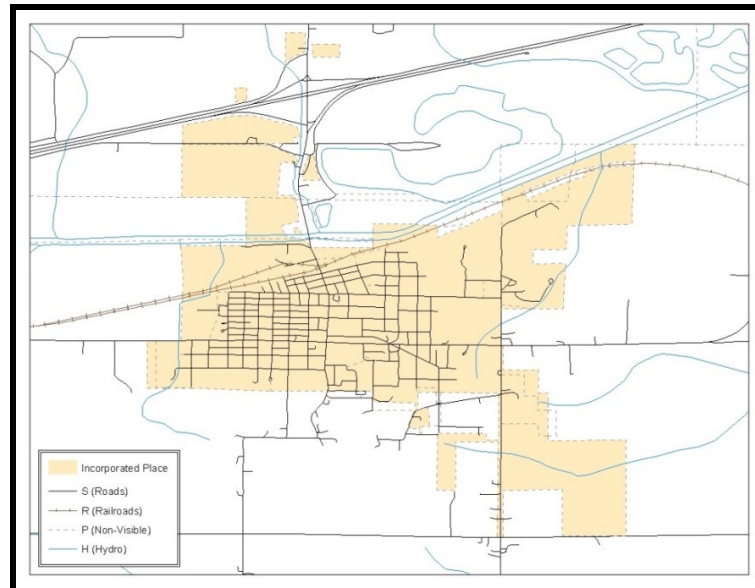 Incorporated Place
S (Roads)
R (Railroads)
P (Non-Visible)
H (Hydro)